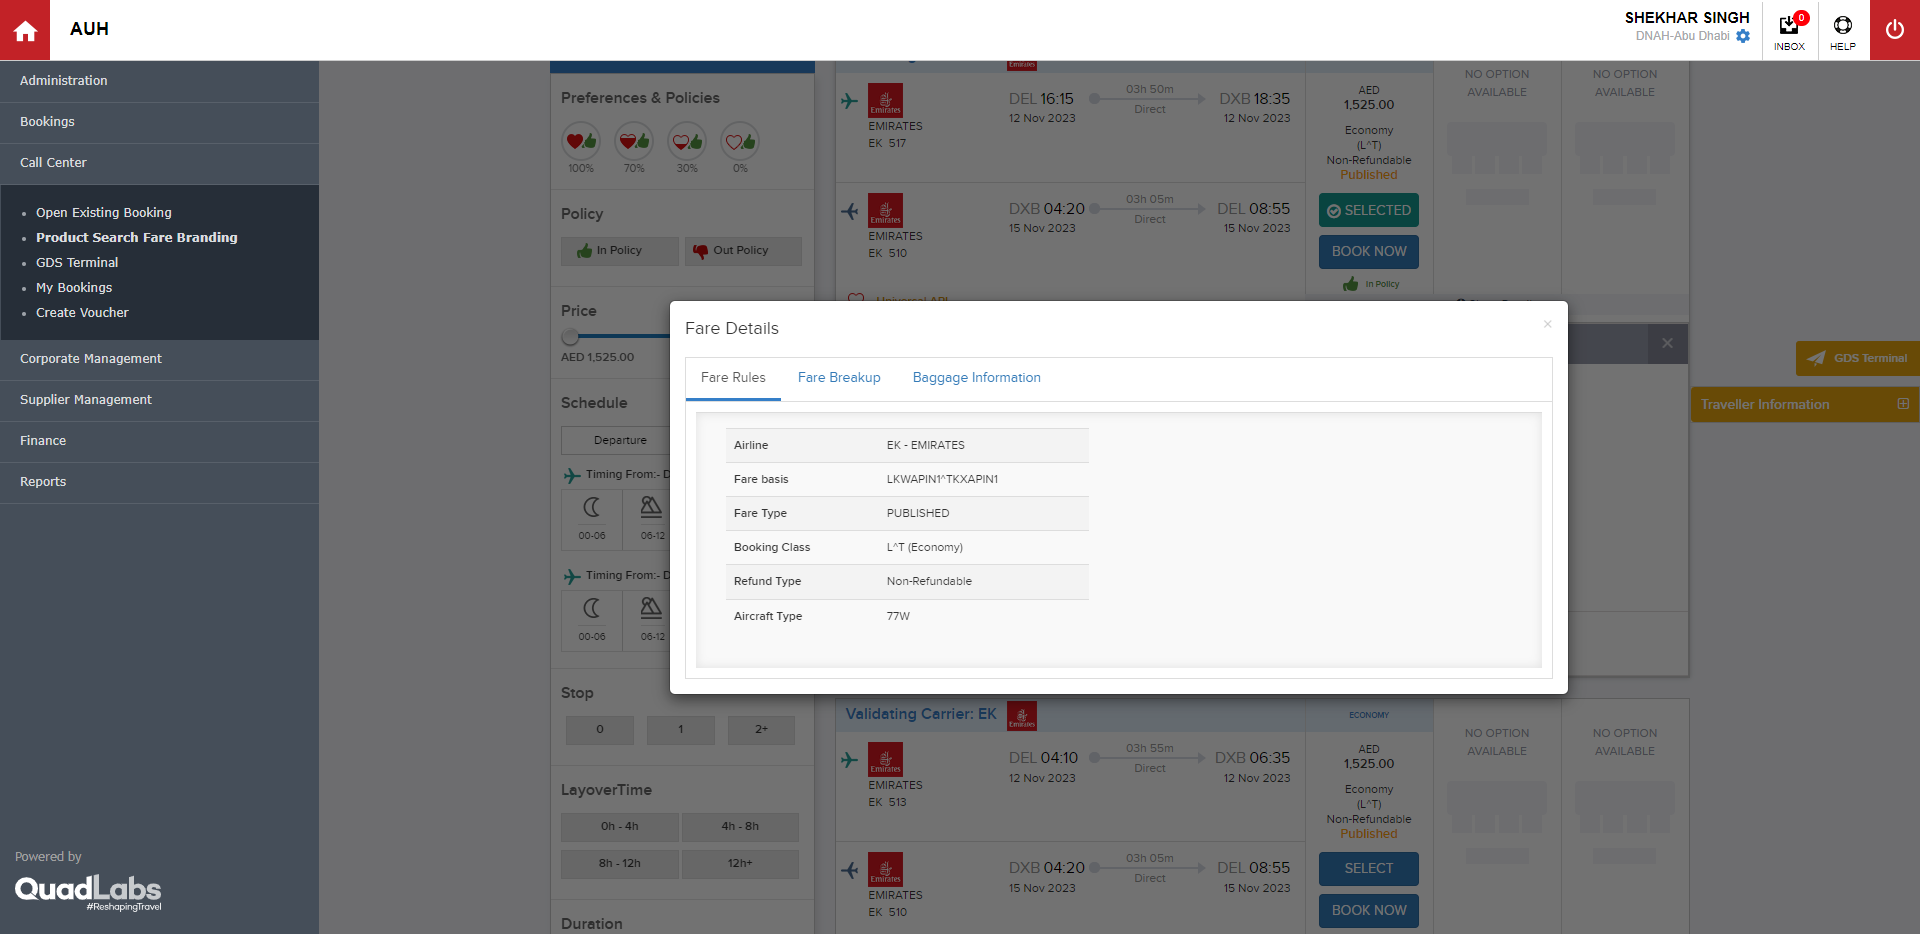 AUH
SHEKHAR SINGH
DNAH-Abu Dhabi
0
INBOX
HELP
Administration
Bookings
Call Center
Open Existing Booking
Product Search Fare Branding
GDS Terminal
My Bookings
Create Voucher
Corporate Management
Supplier Management
Finance
Reports
Powered by
QuadLabs
#ReshapingTravel
Preferences & Policies
100%
70%
30%
0%
Policy
In Policy
Out Policy
Price
AED 1,525.00
Schedule
Departure
Timing From:- D
00-06
06-12
Timing From:- D
00-06
06-12
Stop
0
1
2+
LayoverTime
0h - 4h
4h - 8h
8h - 12h
12h+
Duration
Emirates
EMIRATES
EK 517
DEL 16:15
12 Nov 2023
03h 50m
Direct
DXB 18:35
12 Nov 2023
Emirates
EMIRATES
EK 510
DXB 04:20
15 Nov 2023
03h 05m
Direct
DEL 08:55
15 Nov 2023
AED
1,525.00
Economy
(L^T)
Non-Refundable
Published
SELECTED
BOOK NOW
In Policy
NO OPTION
AVAILABLE
NO OPTION
AVAILABLE
Fare Details
×
Fare Rules
Fare Breakup
Baggage Information
Airline EK - EMIRATES
Fare basis LKWAPIN1^TKXAPIN1
Fare Type PUBLISHED
Booking Class L^T (Economy)
Refund Type Non-Refundable
Aircraft Type 77W
GDS Terminal
Traveller Information
Validating Carrier: EK
Emirates
ECONOMY
Emirates
EMIRATES
EK 513
DEL 04:10
12 Nov 2023
03h 55m
Direct
DXB 06:35
12 Nov 2023
Emirates
EMIRATES
EK 510
DXB 04:20
15 Nov 2023
03h 05m
Direct
DEL 08:55
15 Nov 2023
AED
1,525.00
Economy
(L^T)
Non-Refundable
Published
SELECT
BOOK NOW
NO OPTION
AVAILABLE
NO OPTION
AVAILABLE